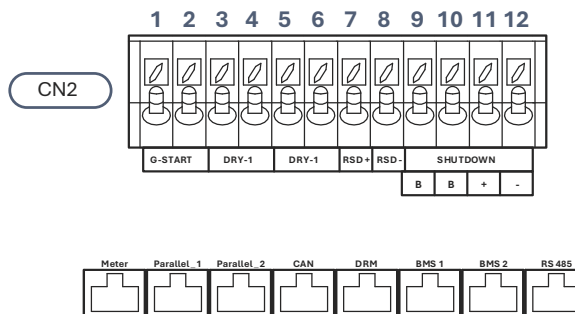 1 2 3 4 5 6 7 8 9 10 11 12
CN2
G-START DRY-1 DRY-1 RSD+ RSD- SHUTDOWN
B B + -
Meter Parallel_1 Parallel_2 CAN DRM BMS 1 BMS 2 RS 485